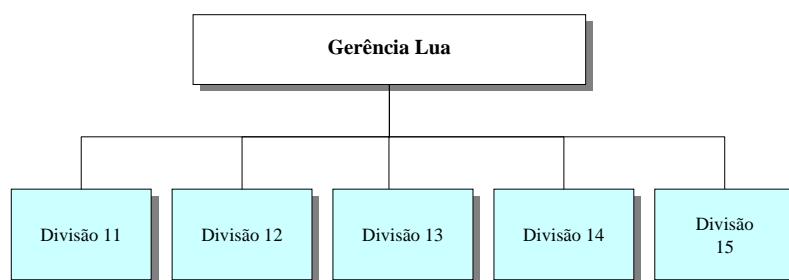 Gerência Lua
Divisão 11
Divisão 12
Divisão 13
Divisão 14
Divisão
15